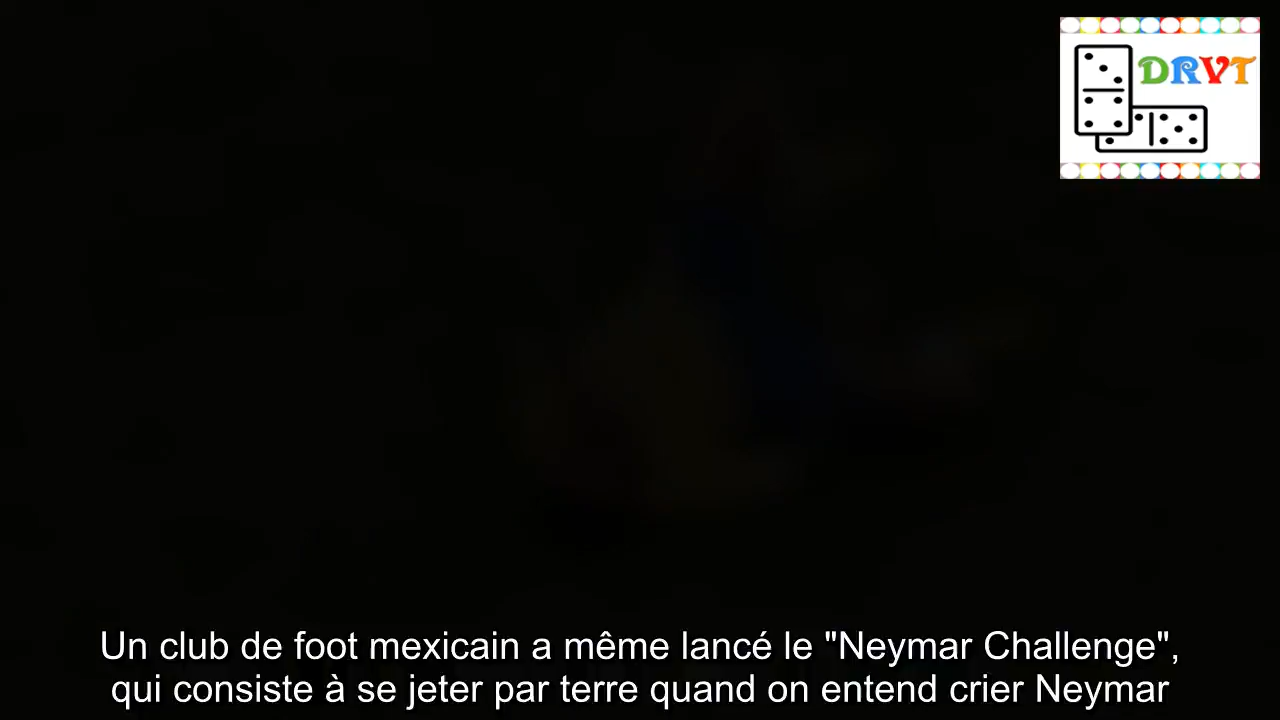 DRVT
Un club de foot mexicain a même lancé le "Neymar Challenge",
qui consiste à se jeter par terre quand on entend crier Neymar